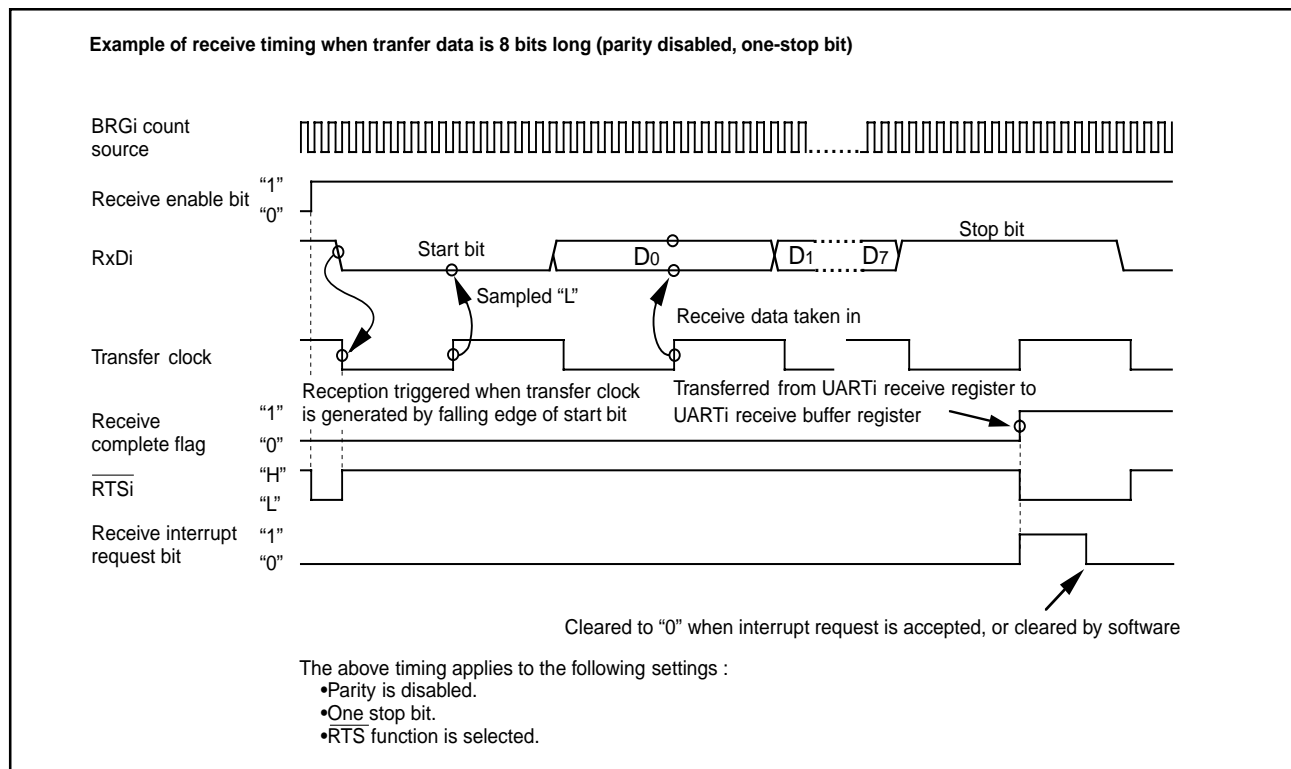 Example of receive timing when tranfer data is 8 bits long (parity disabled, one-stop bit)
BRGi count
source
Receive enable bit
“1”
“0”
RxDi
Start bit
D0
D1
D7
Stop bit
Sampled “L”
Receive data taken in
Transfer clock
Reception triggered when transfer clock
is generated by falling edge of start bit
Transferred from UARTi receive register to
UARTi receive buffer register
Receive
complete flag
“1”
“0”
RTSi
“H”
“L”
Receive interrupt
request bit
“1”
“0”
Cleared to “0” when interrupt request is accepted, or cleared by software
The above timing applies to the following settings :
•Parity is disabled.
•One stop bit.
•RTS function is selected.